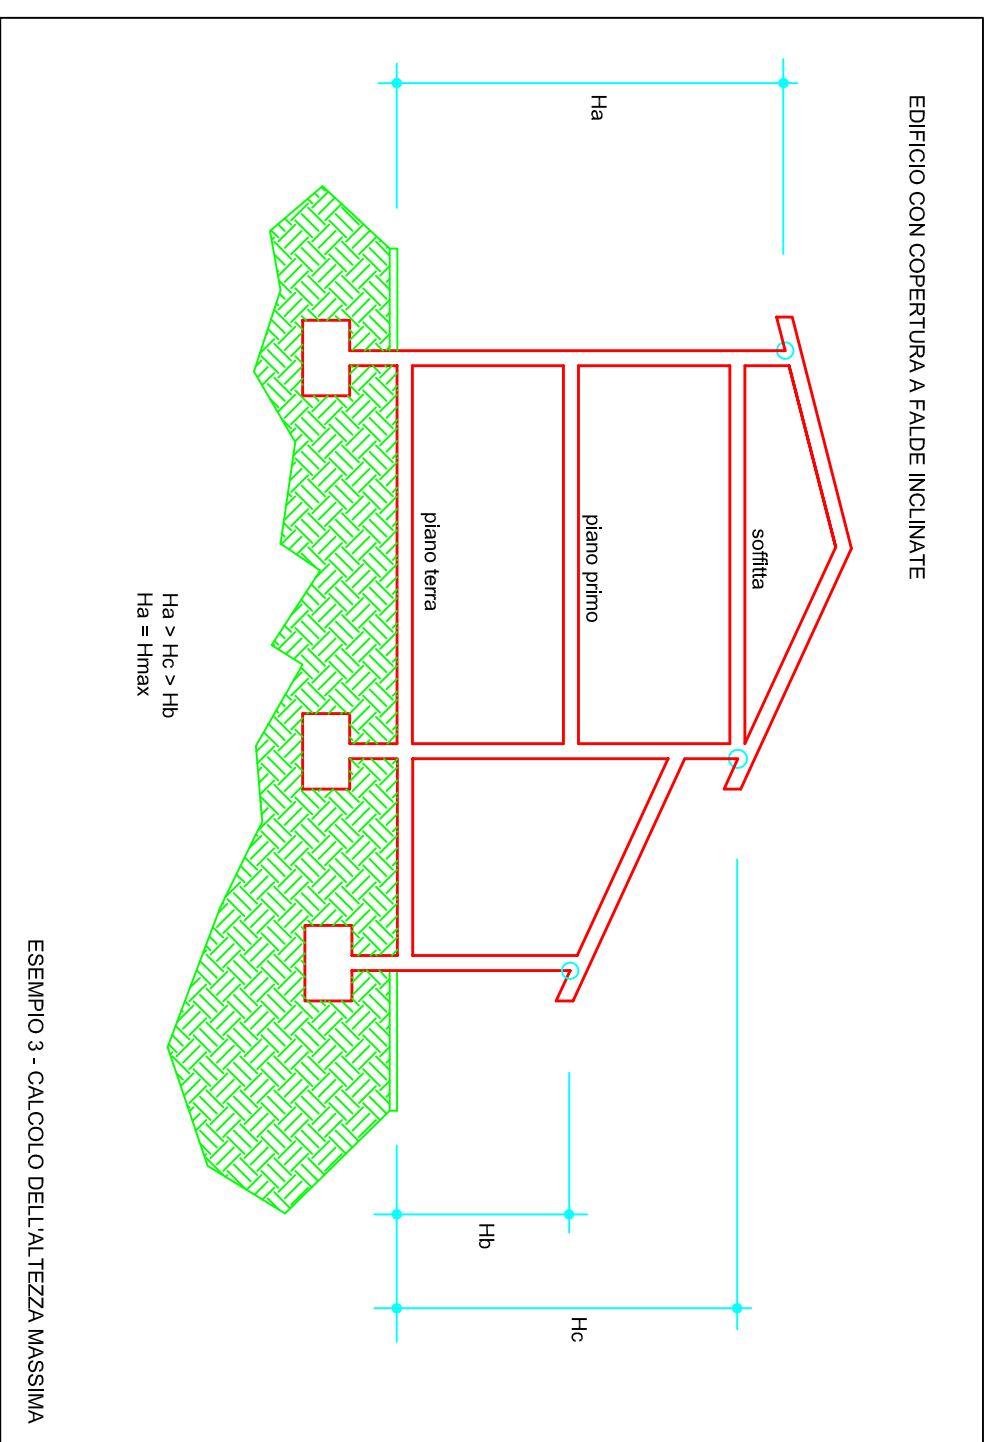 EDIFICIO CON COPERTURA A FALDE INCLINATE
Ha
soffitta
piano primo
piano terra
Hc
Hb
Ha > Hc > Hb
Ha = Hmax
ESEMPIO 3 - CALCOLO DELL'ALTEZZA MASSIMA